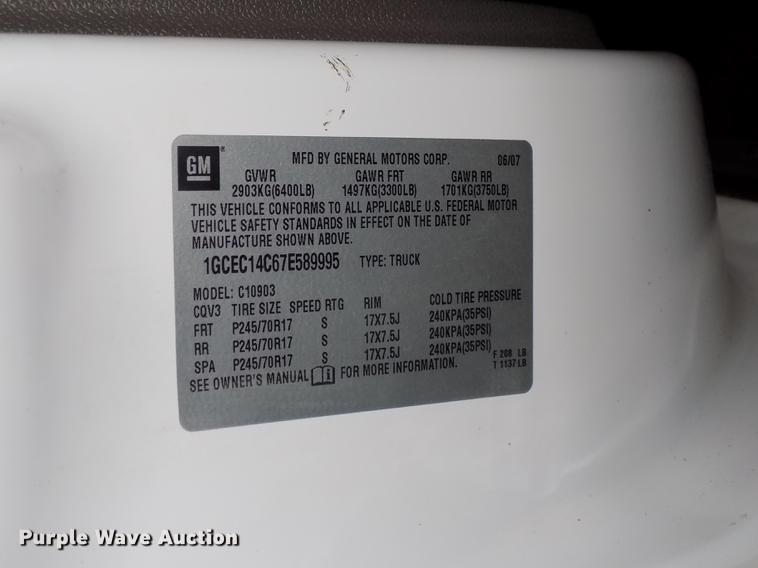 GM ®
MFD BY GENERAL MOTORS CORP. 06/07
GVWR GAWR FRT GAWR RR
2903KG(6400LB) 1497KG(3300LB) 1701KG(3750LB)
THIS VEHICLE CONFORMS TO ALL APPLICABLE U.S. FEDERAL MOTOR
VEHICLE SAFETY STANDARDS IN EFFECT ON THE DATE OF
MANUFACTURE SHOWN ABOVE.
1GCEC14C67E589995 TYPE: TRUCK
MODEL: C10903
CQV3 TIRE SIZE SPEED RTG RIM COLD TIRE PRESSURE
FRT P245/70R17 S 17X7.5J 240KPA(35PSI)
RR P245/70R17 S 17X7.5J 240KPA(35PSI)
SPA P245/70R17 S 17X7.5J 240KPA(35PSI)
SEE OWNER'S MANUAL FOR MORE INFORMATION.
F 208 LB
T 1137 LB
Purple Wave Auction